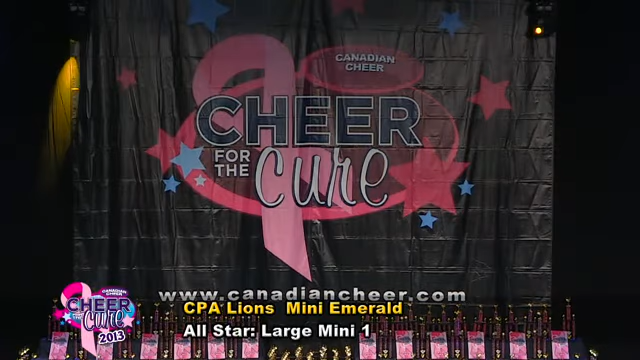 CANADIAN
CHEER
CHEER
FOR
THE
cure
www.canadiancheer.com
CPA Lions Mini Emerald
All Star: Large Mini 1
CANADIAN
CHEER
CHEER
FOR THE
cure
2013